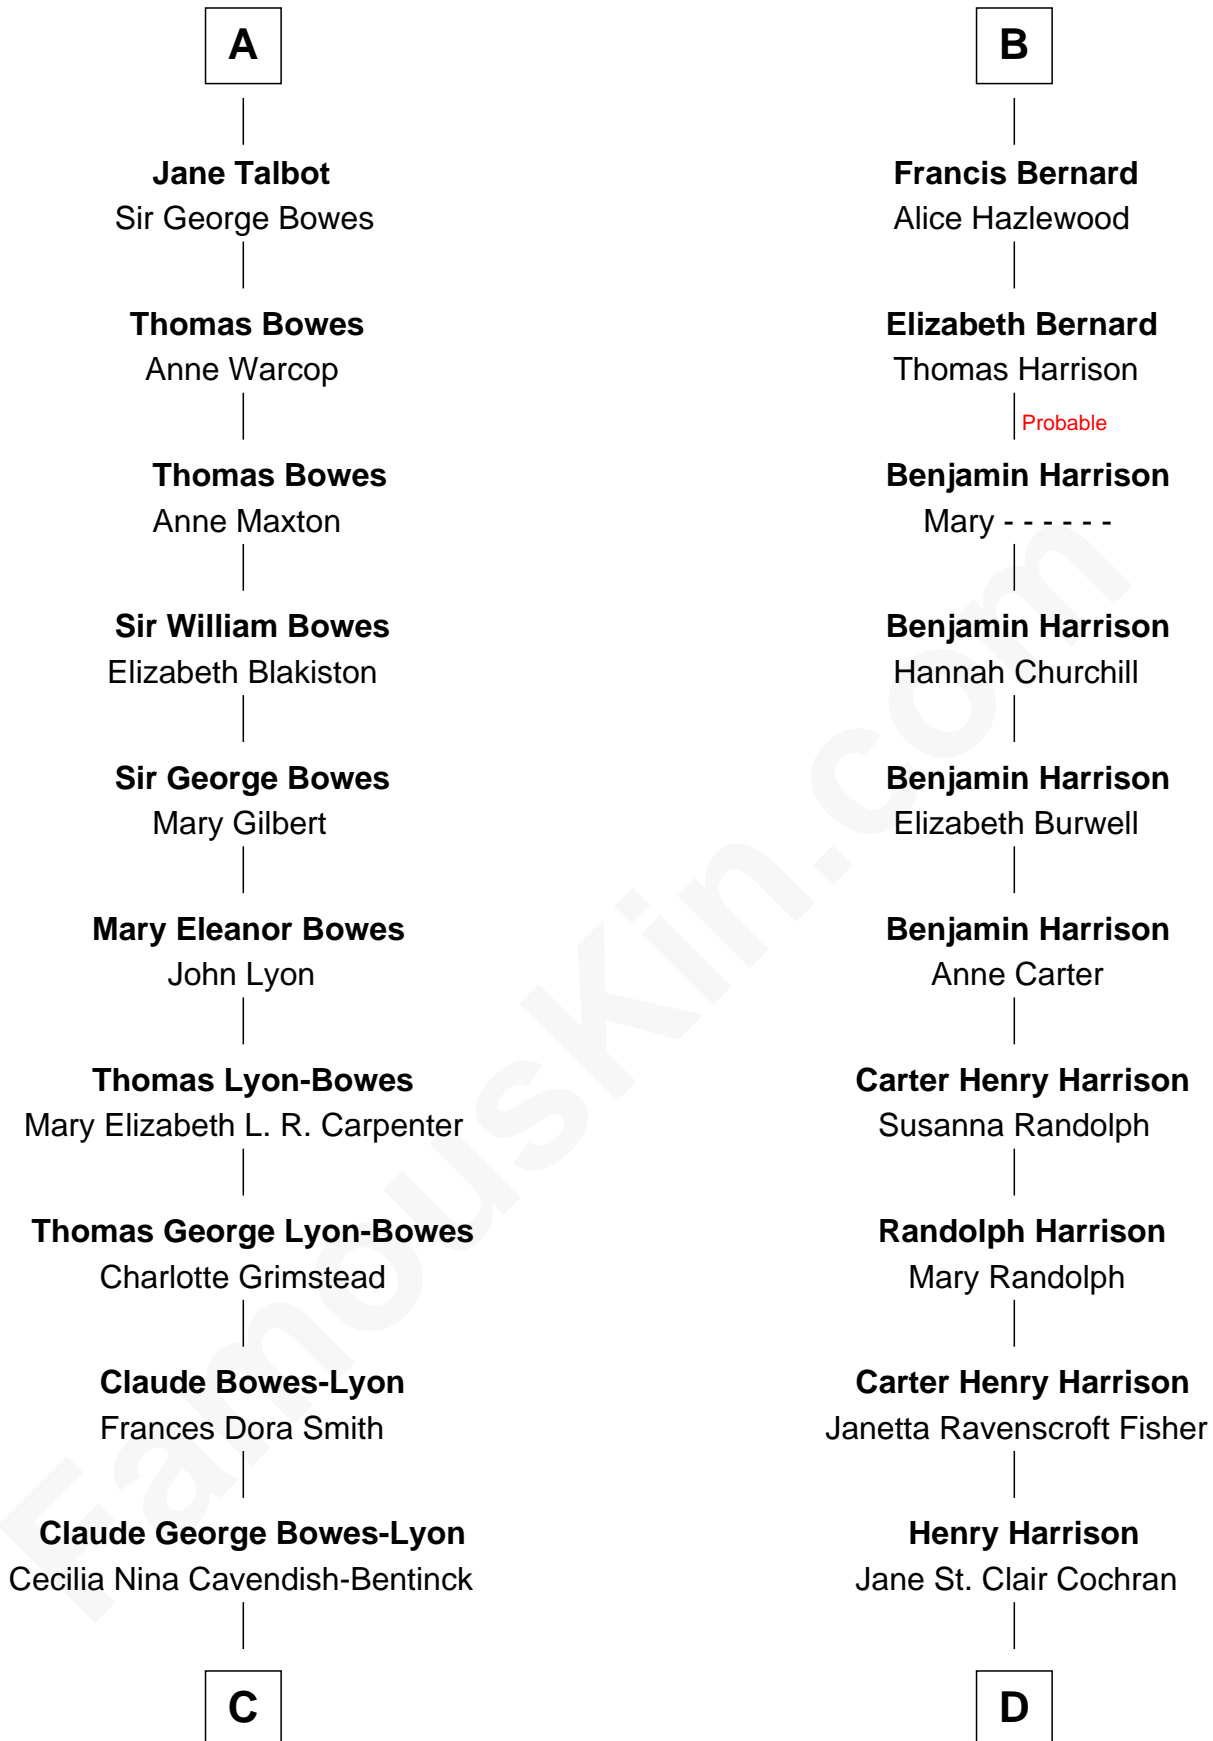 A
Jane Talbot
Sir George Bowes
Thomas Bowes
Anne Warcop
Thomas Bowes
Anne Maxton
Sir William Bowes
Elizabeth Blakiston
Sir George Bowes
Mary Gilbert
Mary Eleanor Bowes
John Lyon
Thomas Lyon-Bowes
Mary Elizabeth L. R. Carpenter
Thomas George Lyon-Bowes
Charlotte Grimstead
Claude Bowes-Lyon
Frances Dora Smith
Claude George Bowes-Lyon
Cecilia Nina Cavendish-Bentinck
C
B
Francis Bernard
Alice Hazlewood
Elizabeth Bernard
Thomas Harrison
Probable
Benjamin Harrison
Mary - - - - - -
Benjamin Harrison
Hannah Churchill
Benjamin Harrison
Elizabeth Burwell
Benjamin Harrison
Anne Carter
Carter Henry Harrison
Susanna Randolph
Randolph Harrison
Mary Randolph
Carter Henry Harrison
Janetta Ravenscroft Fisher
Henry Harrison
Jane St. Clair Cochran
D
FamousKin.com